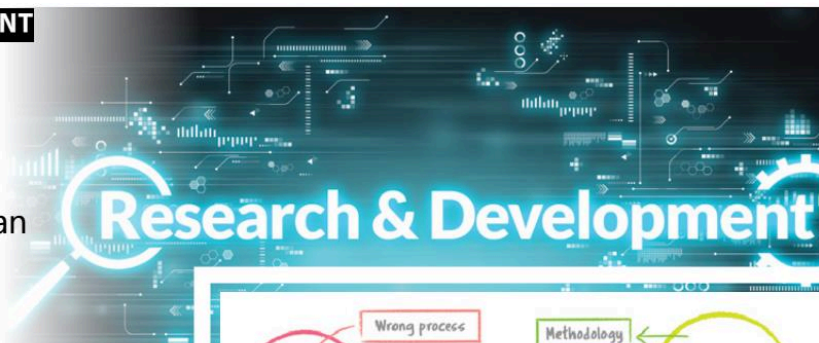 NT
an
Research & Development
Wrong process
Methodology